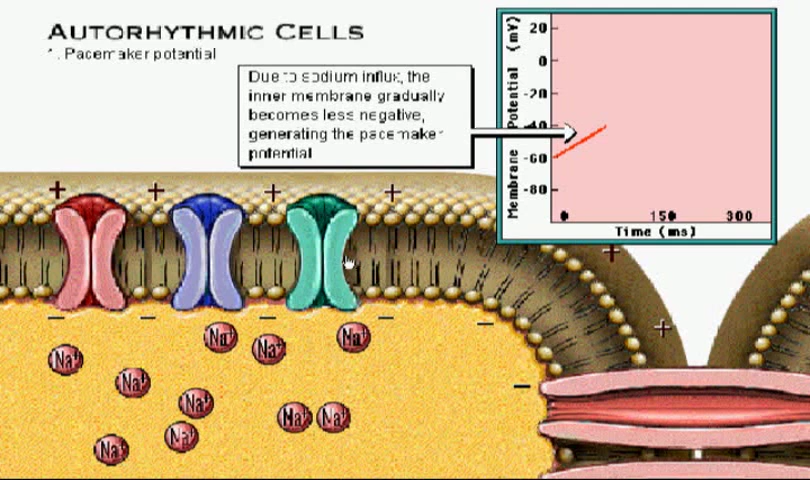 AUTORHYTHMIC CELLS
1. Pacemaker potential
Due to sodium influx, the
inner membrane gradually
becomes less negative,
generating the pacemaker
potential
Membrane Potential (mV)
20
0
-20
-40
-60
-80
0 150 300
Time (ms)
+ + + +
+
+
− − − −
−
−
Na+
Na+
Na+
Na+
Na+
Na+
Na+
Na+
Na+
Na+